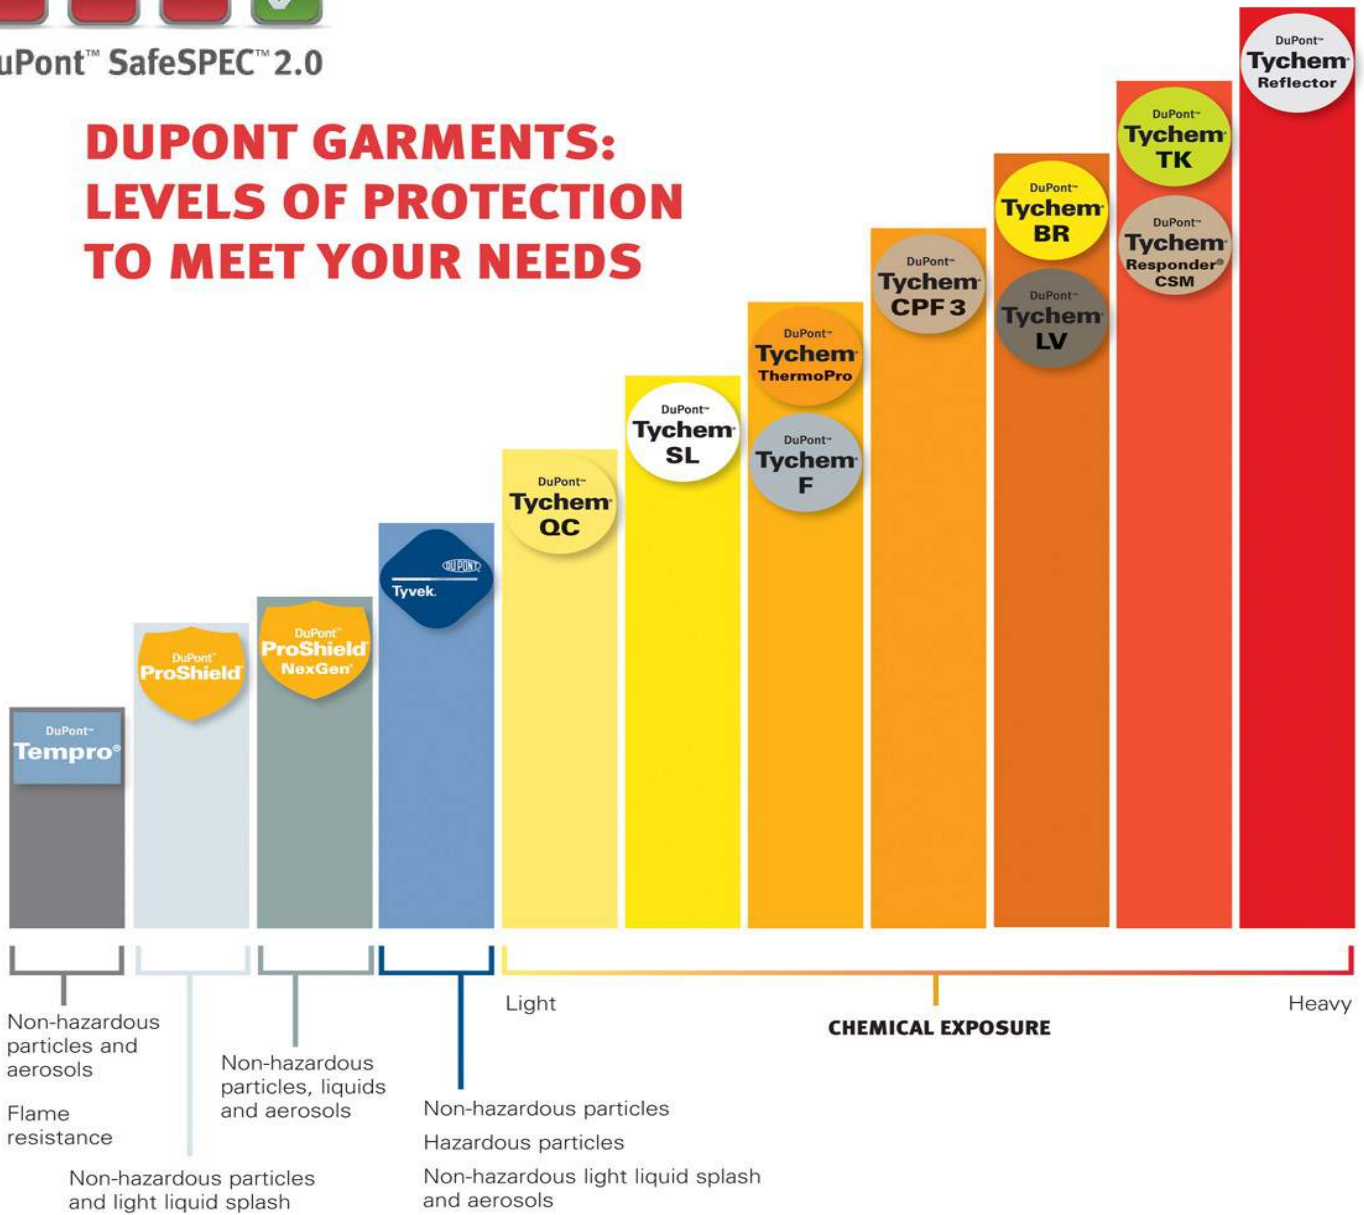 uPont™ SafeSPEC™ 2.0
DUPONT GARMENTS:
LEVELS OF PROTECTION
TO MEET YOUR NEEDS
DuPont™
Tempro®
DuPont™
ProShield®
DuPont™
ProShield®
NexGen®
DUPONT
Tyvek®
DuPont™
Tychem®
QC
DuPont™
Tychem®
SL
DuPont™
Tychem®
ThermoPro
DuPont™
Tychem®
F
DuPont™
Tychem®
CPF 3
DuPont™
Tychem®
BR
DuPont™
Tychem®
LV
DuPont™
Tychem®
TK
DuPont™
Tychem®
Responder®
CSM
DuPont™
Tychem®
Reflector
Non-hazardous
particles and
aerosols
Flame
resistance
Non-hazardous particles
and light liquid splash
Non-hazardous
particles, liquids
and aerosols
Non-hazardous particles
Hazardous particles
Non-hazardous light liquid splash
and aerosols
Light
CHEMICAL EXPOSURE
Heavy